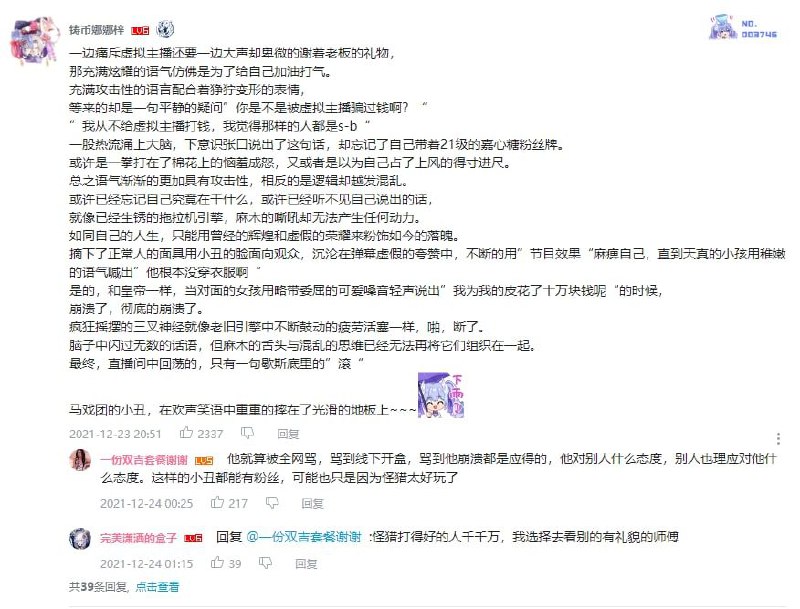 铸币娜娜梓 LV6
NO.
003746
一边痛斥虚拟主播还要一边大声却卑微的谢着老板的礼物，
那充满炫耀的语气仿佛是为了给自己加油打气。
充满攻击性的语言配合着狰狞变形的表情，
等来的却是一句平静的疑问”你是不是被虚拟主播骗过钱啊？“
”我从不给虚拟主播打钱，我觉得那样的人都是s-b“
一股热流涌上大脑，下意识张口说出了这句话，却忘记了自己带着21级的嘉心糖粉丝牌。
或许是一拳打在了棉花上的恼羞成怒，又或者是以为自己占了上风的得寸进尺。
总之语气渐渐的更加具有攻击性，相反的是逻辑却越发混乱。
或许已经忘记自己究竟在干什么，或许已经听不见自己说出的话，
就像已经生锈的拖拉机引擎，麻木的嘶吼却无法产生任何动力。
如同自己的人生，只能用曾经的辉煌和虚假的荣耀来粉饰如今的落魄。
摘下了正常人的面具用小丑的脸面向观众，沉沦在弹幕虚假的夸赞中，不断的用”节目效果“麻痹自己，直到天真的小孩用稚嫩
的语气喊出”他根本没穿衣服啊“
是的，和皇帝一样，当对面的女孩用略带委屈的可爱嗓音轻声说出”我为我的皮花了十万块钱呢“的时候，
崩溃了，彻底的崩溃了。
疯狂摇摆的三叉神经就像老旧引擎中不断鼓动的疲劳活塞一样，啪，断了。
脑子中闪过无数的话语，但麻木的舌头与混乱的思维已经无法再将它们组织在一起。
最终，直播间中回荡的，只有一句歇斯底里的”滚“
马戏团的小丑，在欢声笑语中重重的摔在了光滑的地板上~~~
下雨了
2021-12-23 20:51 2337 回复
一份双吉套餐谢谢 LV5 他就算被全网骂，骂到线下开盒，骂到他崩溃都是应得的，他对别人什么态度，别人也理应对他什
么态度。这样的小丑都能有粉丝，可能也只是因为怪猎太好玩了
2021-12-24 00:25 217 回复
完美潇洒的盒子 LV6 回复 @一份双吉套餐谢谢 :怪猎打得好的人千千万，我选择去看别的有礼貌的师傅
2021-12-24 01:15 39 回复
共39条回复，点击查看